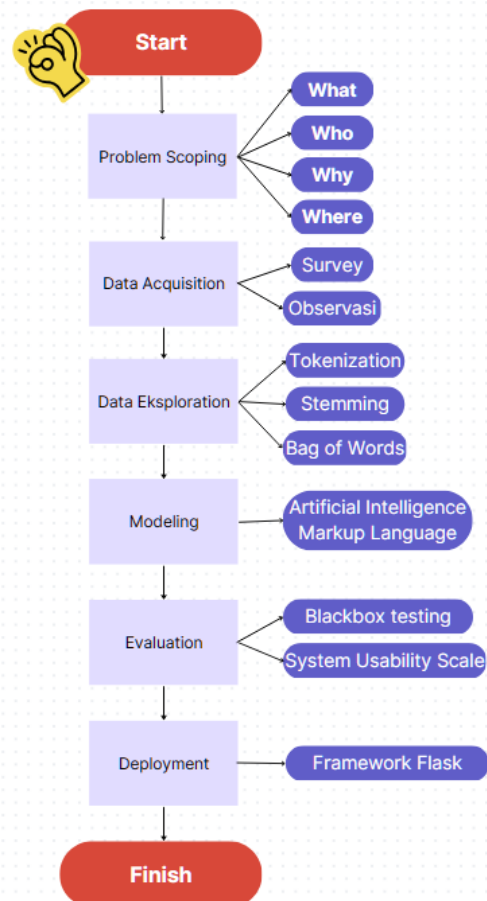 Start
Problem Scoping
What
Who
Why
Where
Data Acquisition
Survey
Observasi
Data Eksploration
Tokenization
Stemming
Bag of Words
Modeling
Artificial Intelligence
Markup Language
Evaluation
Blackbox testing
System Usability Scale
Deployment
Framework Flask
Finish